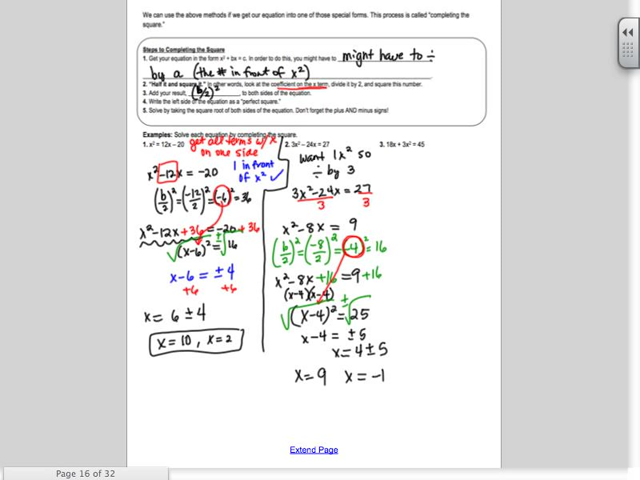 We can use the above methods if we get our equation into one of those special forms. This process is called "completing the
square."
Steps to Completing the Square
1. Get your equation in the form x² + bx = c. In order to do this, you might have to might have to ÷
by a (the # in front of x²)
2. "Half it and square it." In other words, look at the coefficient on the x term, divide it by 2, and square this number.
3. Add your result, (b/2)² to both sides of the equation.
4. Write the left side of the equation as a "perfect square."
5. Solve by taking the square root of both sides of the equation. Don't forget the plus AND minus signs!
Examples: Solve each equation by completing the square.
1. x² = 12x – 20
get all terms w/ x
on one side
x² -12x = -20
1 in front
of x² ✓
(b/2)² = (-12/2)² = (-6)² = 36
x² -12x +36 = -20 +36
√(x-6)² = ±√16
x-6 = ±4
+6 +6
x = 6 ±4
x = 10 , x = 2
2. 3x² – 24x = 27
want 1x² so
÷ by 3
3x² -24x = 27
3 3
x² -8x = 9
(b/2)² = (-8/2)² = (-4)² = 16
x² -8x +16 = 9 +16
(x-4)(x-4)
√(x-4)² = ±√25
x-4 = ±5
x = 4 ±5
x = 9 x = -1
3. 18x + 3x² = 45
Extend Page
Page 16 of 32